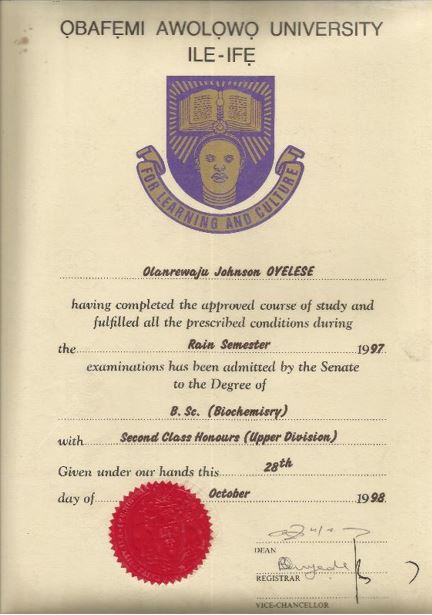 ỌBAFẸMI AWOLỌWỌ UNIVERSITY
ILE-IFẸ
FOR LEARNING AND CULTURE
Olanrewaju Johnson OYELESE
having completed the approved course of study and
fulfilled all the prescribed conditions during
the Rain Semester 1997.
examinations has been admitted by the Senate
to the Degree of
B. Sc. (Biochemisry)
with Second Class Honours (Upper Division)
Given under our hands this 28th
day of October 1998.
DEAN
REGISTRAR
VICE-CHANCELLOR